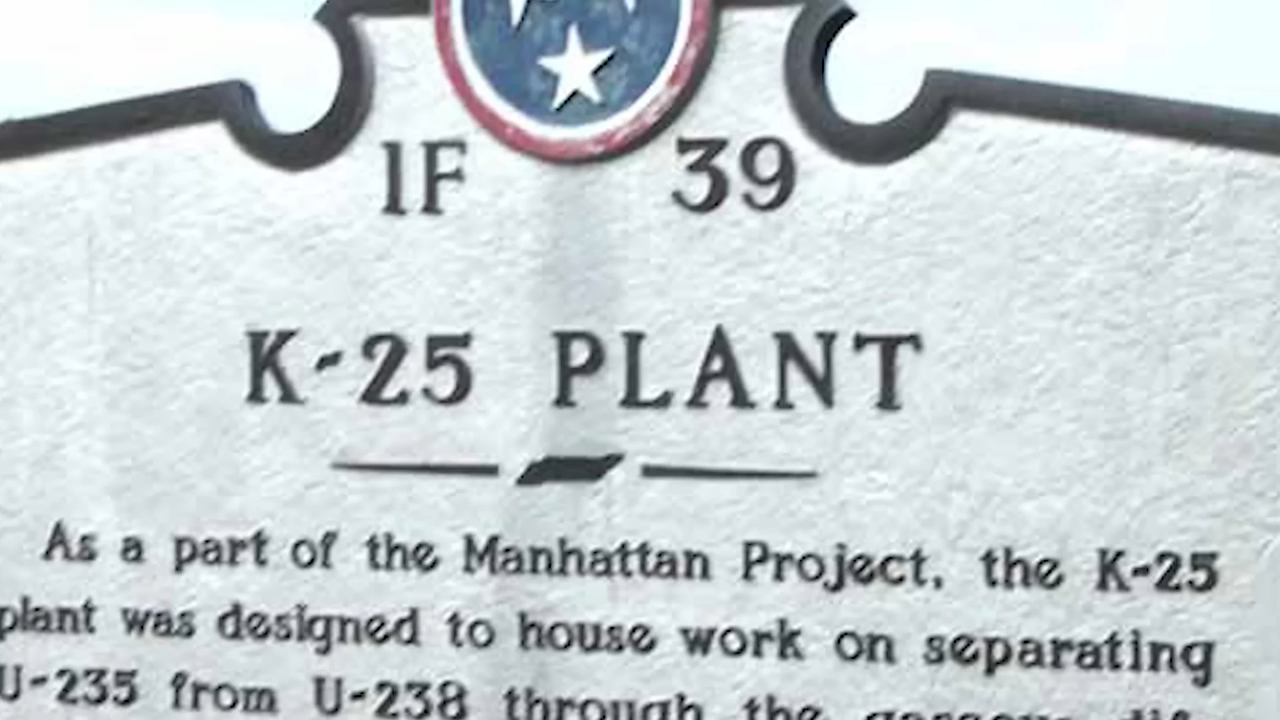 1F 39
K-25 PLANT
As a part of the Manhattan Project, the K-25
plant was designed to house work on separating
U-235 from U-238 through the gaseous